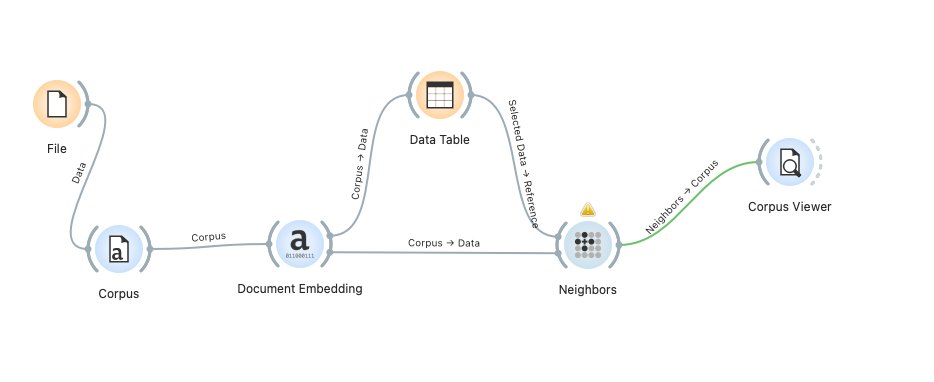 File
Data
Corpus
Corpus
a
a
011000111
Document Embedding
Corpus → Data
Data Table
Selected Data → Reference
Corpus → Data
Neighbors
Neighbors → Corpus
Corpus Viewer